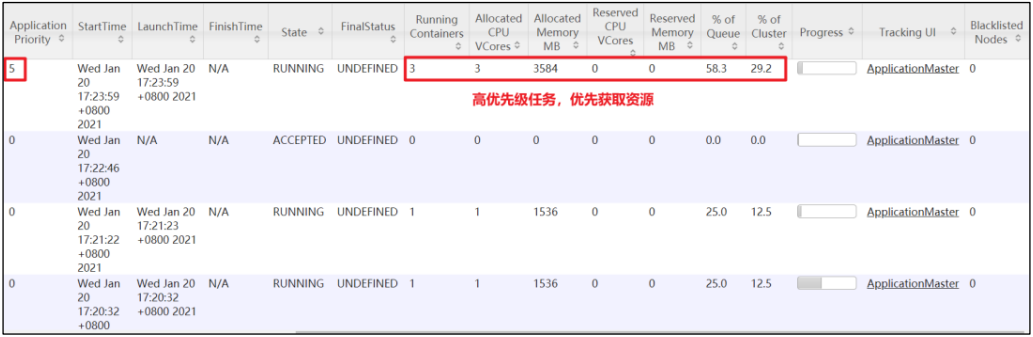 Application Priority StartTime LaunchTime FinishTime State FinalStatus Running Containers Allocated CPU VCores Allocated Memory MB Reserved CPU VCores Reserved Memory MB % of Queue % of Cluster Progress Tracking UI Blacklisted Nodes
5 Wed Jan 20 17:23:59 +0800 2021 Wed Jan 20 17:23:59 +0800 2021 N/A RUNNING UNDEFINED 3 3 3584 0 0 58.3 29.2 ApplicationMaster 0
高优先级任务，优先获取资源
0 Wed Jan 20 17:22:46 +0800 2021 N/A N/A ACCEPTED UNDEFINED 0 0 0 0 0 0.0 0.0 ApplicationMaster 0
0 Wed Jan 20 17:21:22 +0800 2021 Wed Jan 20 17:21:23 +0800 2021 N/A RUNNING UNDEFINED 1 1 1536 0 0 25.0 12.5 ApplicationMaster 0
0 Wed Jan 20 17:20:32 +0800 Wed Jan 20 17:20:32 +0800 2021 N/A RUNNING UNDEFINED 1 1 1536 0 0 25.0 12.5 ApplicationMaster 0